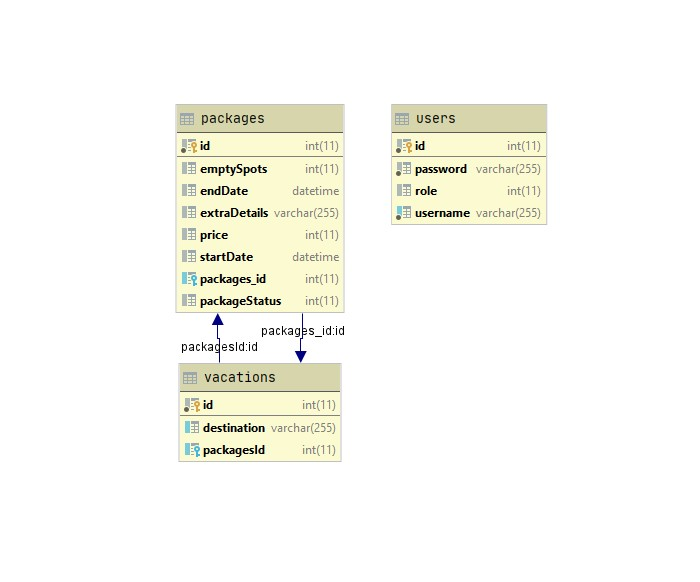 packages
id int(11)
emptySpots int(11)
endDate datetime
extraDetails varchar(255)
price int(11)
startDate datetime
packages_id int(11)
packageStatus int(11)
users
id int(11)
password varchar(255)
role int(11)
username varchar(255)
packages_id:id
packagesId:id
vacations
id int(11)
destination varchar(255)
packagesId int(11)